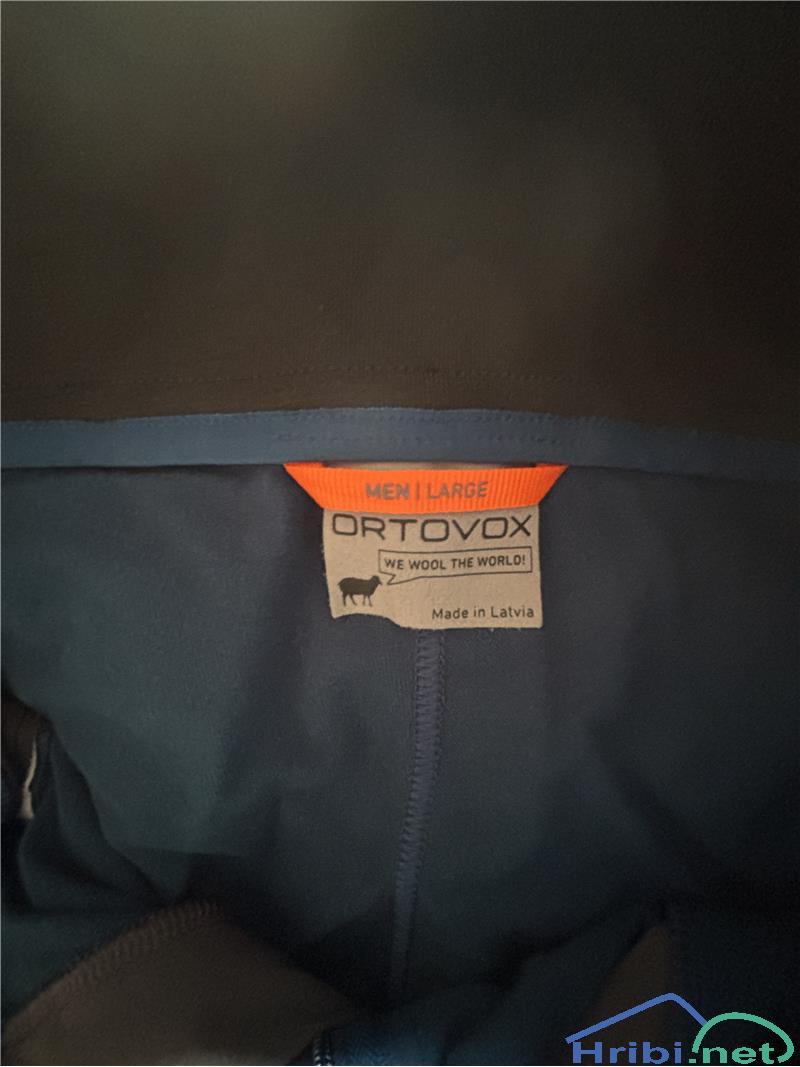 MEN | LARGE
ORTOVOX
WE WOOL THE WORLD!
Made in Latvia
Hribi.net